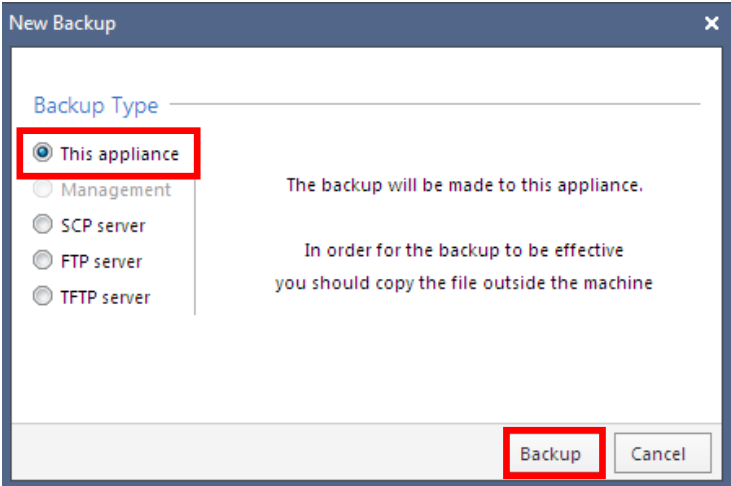 New Backup
Backup Type
This appliance
Management
SCP server
FTP server
TFTP server
The backup will be made to this appliance.
In order for the backup to be effective
you should copy the file outside the machine
Backup
Cancel